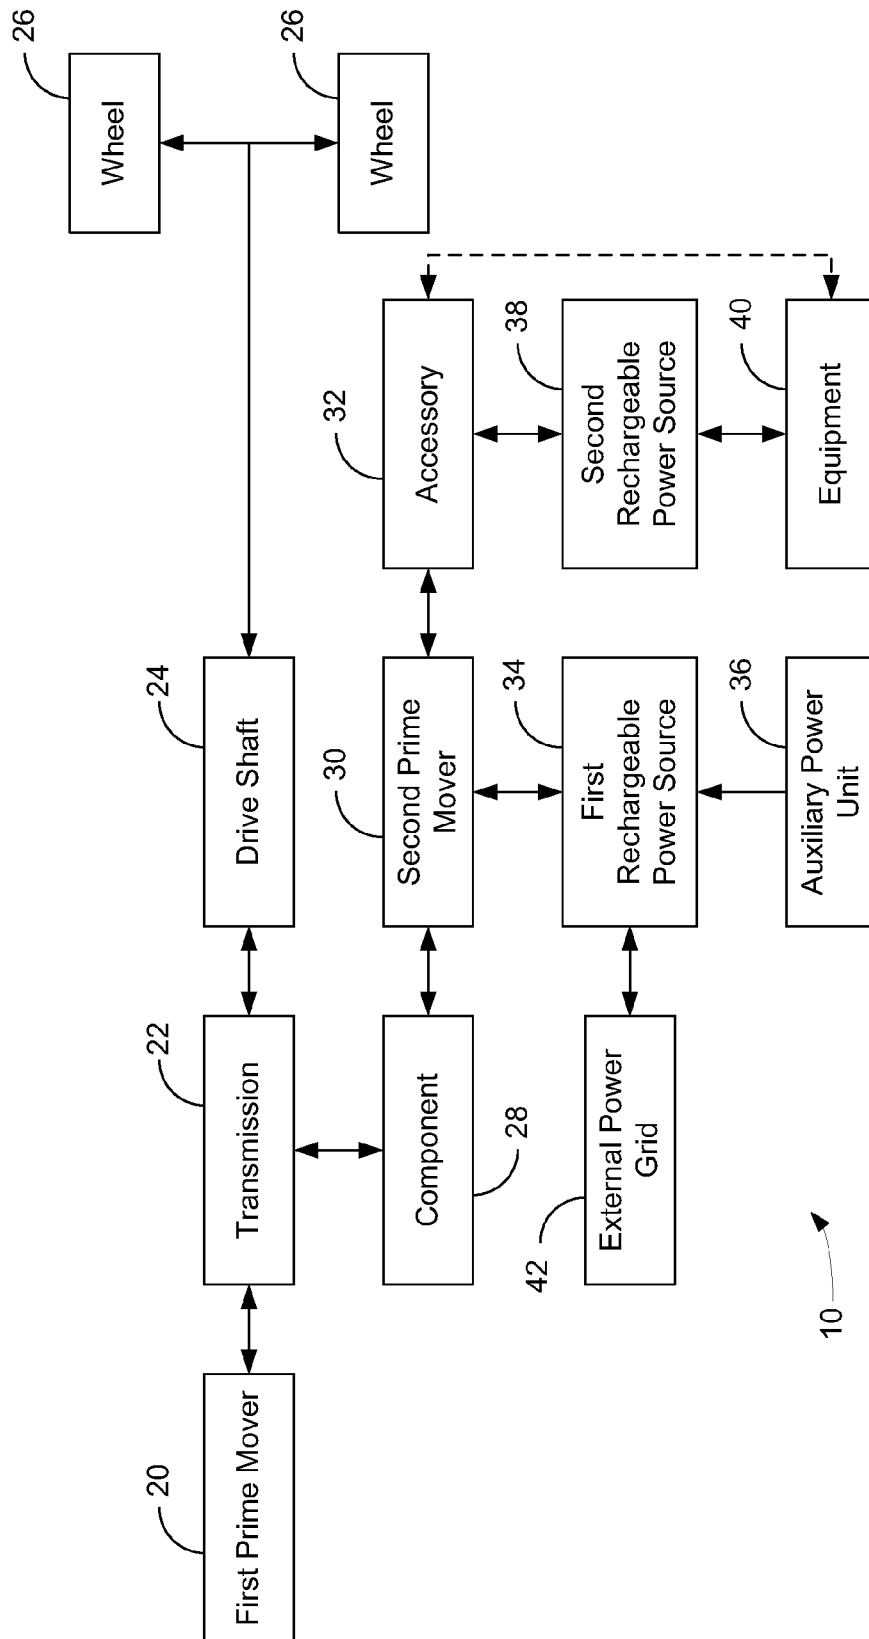 26
Wheel
26
Wheel
20
First Prime Mover
22
Transmission
24
Drive Shaft
28
Component
30
Second Prime
Mover
32
Accessory
42
External Power
Grid
34
First
Rechargeable
Power Source
38
Second
Rechargeable
Power Source
36
Auxiliary Power
Unit
40
Equipment
10